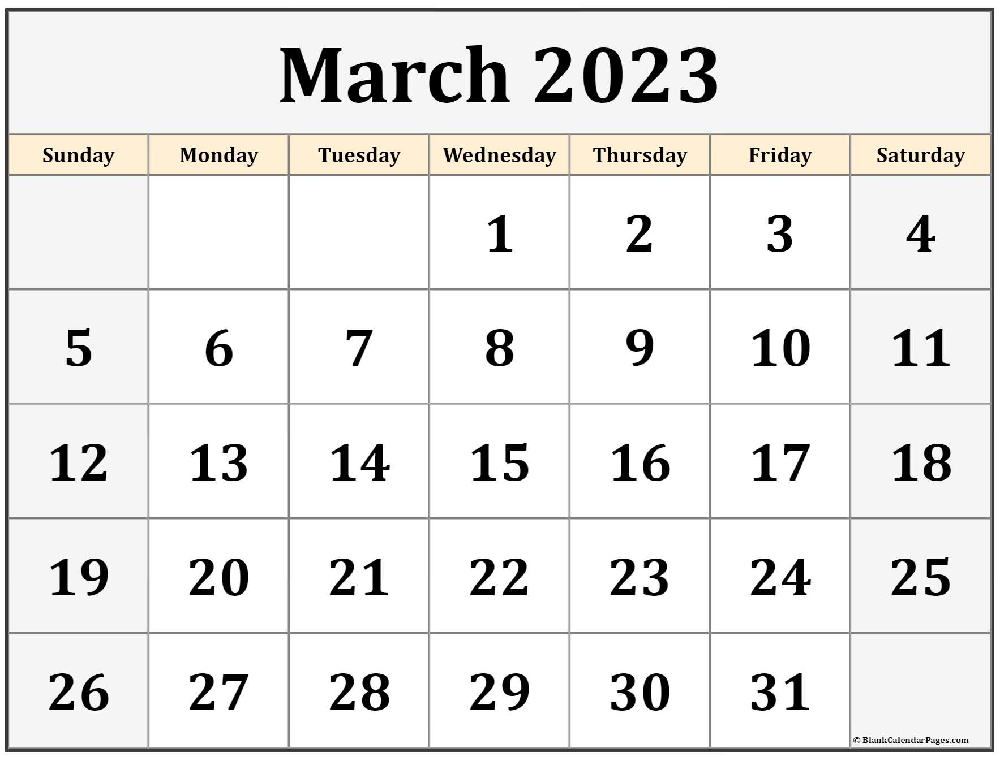 March 2023
Sunday Monday Tuesday Wednesday Thursday Friday Saturday
1 2 3 4
5 6 7 8 9 10 11
12 13 14 15 16 17 18
19 20 21 22 23 24 25
26 27 28 29 30 31
© BlankCalendarPages.com